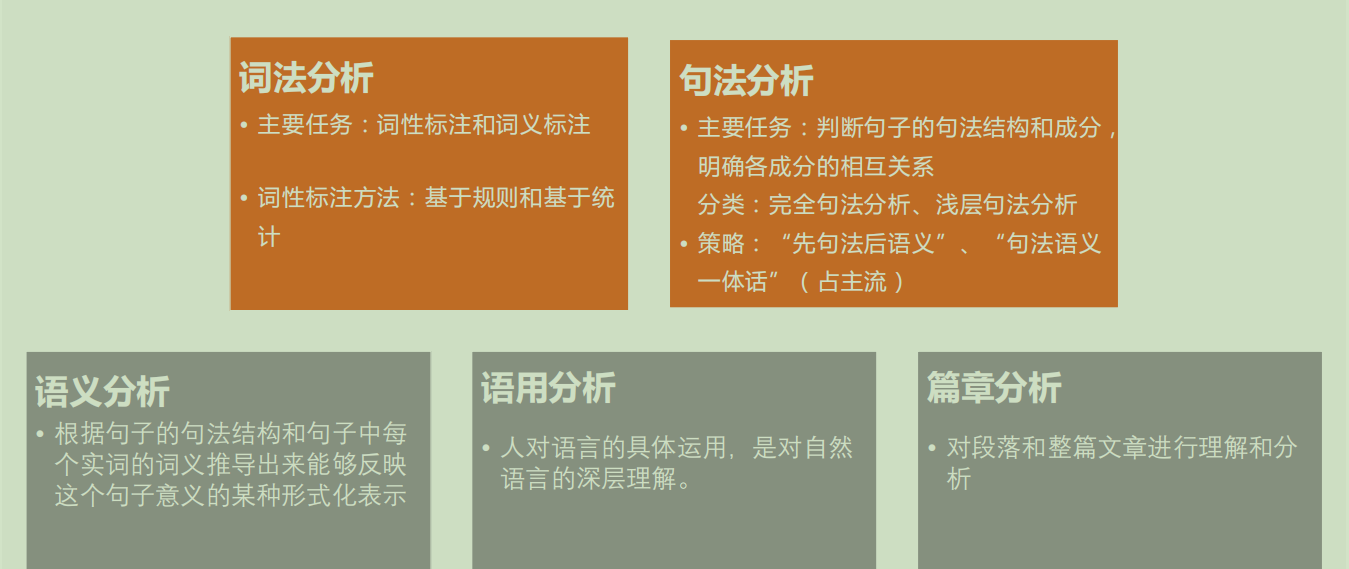 词法分析
• 主要任务：词性标注和词义标注
• 词性标注方法：基于规则和基于统
计
句法分析
• 主要任务：判断句子的句法结构和成分，
明确各成分的相互关系
分类：完全句法分析、浅层句法分析
• 策略：“先句法后语义”、“句法语义
一体话”（占主流）
语义分析
• 根据句子的句法结构和句子中每
个实词的词义推导出来能够反映
这个句子意义的某种形式化表示
语用分析
• 人对语言的具体运用，是对自然
语言的深层理解。
篇章分析
• 对段落和整篇文章进行理解和分
析